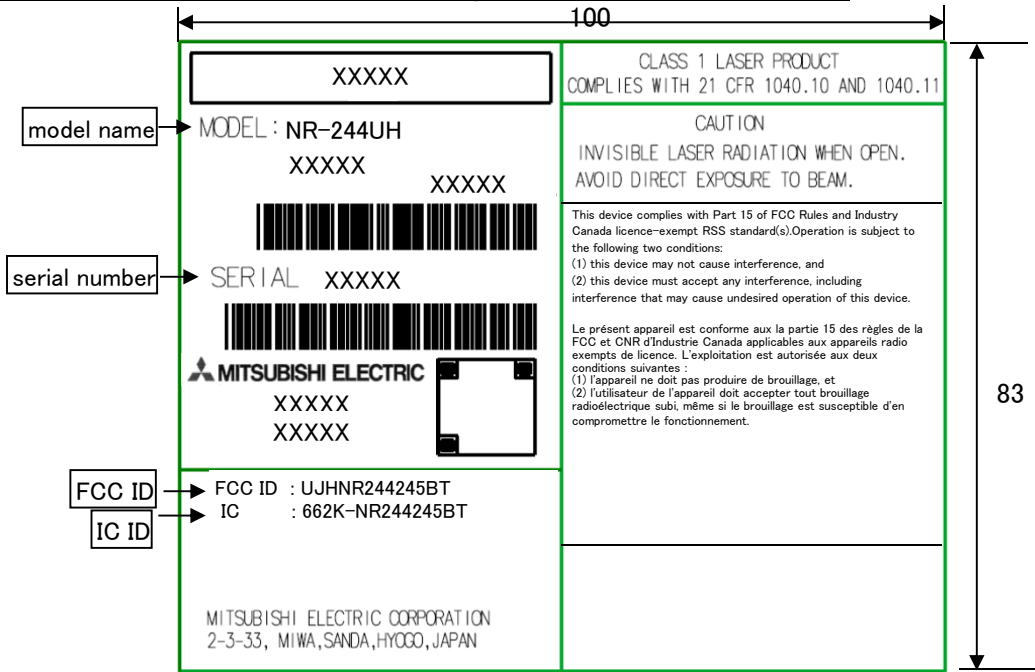 100
XXXXX
model name
MODEL: NR-244UH
XXXXX
XXXXX
serial number
SERIAL XXXXX
MITSUBISHI ELECTRIC
XXXXX
XXXXX
FCC ID
FCC ID : UJHNR244245BT
IC ID
IC : 662K-NR244245BT
MITSUBISHI ELECTRIC CORPORATION
2-3-33, MIWA,SANDA,HYOGO,JAPAN
CLASS 1 LASER PRODUCT
COMPLIES WITH 21 CFR 1040.10 AND 1040.11
CAUTION
INVISIBLE LASER RADIATION WHEN OPEN.
AVOID DIRECT EXPOSURE TO BEAM.
This device complies with Part 15 of FCC Rules and Industry
Canada licence-exempt RSS standard(s).Operation is subject to
the following two conditions:
(1) this device may not cause interference, and
(2) this device must accept any interference, including
interference that may cause undesired operation of this device.
Le présent appareil est conforme aux la partie 15 des règles de la
FCC et CNR d'Industrie Canada applicables aux appareils radio
exempts de licence. L'exploitation est autorisée aux deux
conditions suivantes :
(1) l'appareil ne doit pas produire de brouillage, et
(2) l'utilisateur de l'appareil doit accepter tout brouillage
radioélectrique subi, même si le brouillage est susceptible d'en
compromettre le fonctionnement.
83